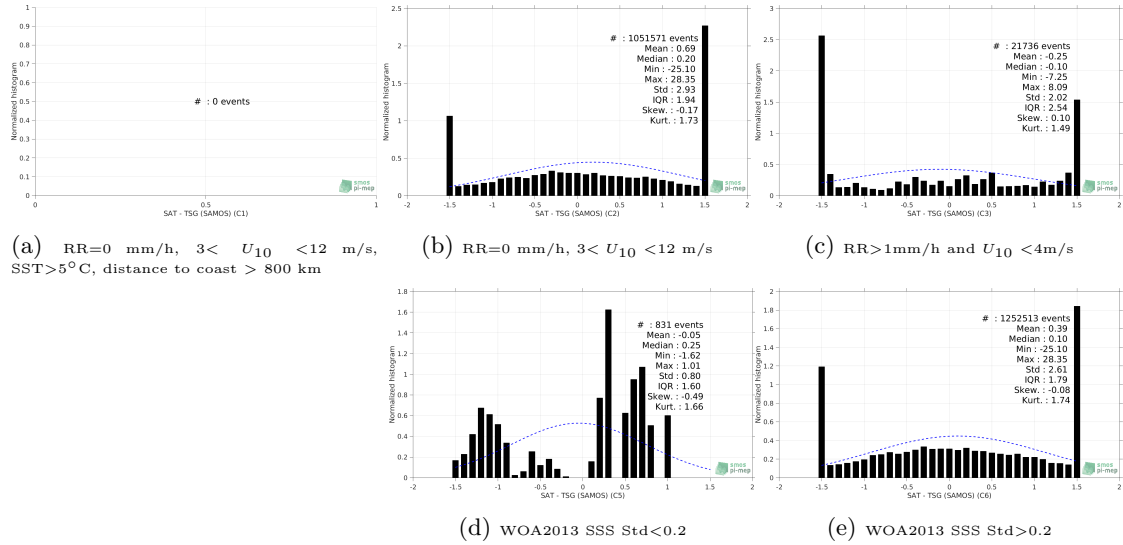 1
0.9
0.8
0.7
0.6
0.5
0.4
0.3
0.2
0.1
0
Normalized histogram
# : 0 events
0 0.5 1
SAT - TSG (SAMOS) (C1)
smos
pi-mep
(a) RR=0 mm/h, 3< U10 <12 m/s,
SST>5°C, distance to coast > 800 km
2.5
2
1.5
1
0.5
0
Normalized histogram
# : 1051571 events
Mean : 0.69
Median : 0.20
Min : -25.10
Max : 28.35
Std : 2.93
IQR : 1.94
Skew. : -0.17
Kurt. : 1.73
-2 -1.5 -1 -0.5 0 0.5 1 1.5 2
SAT - TSG (SAMOS) (C2)
smos
pi-mep
(b) RR=0 mm/h, 3< U10 <12 m/s
3
2.5
2
1.5
1
0.5
0
Normalized histogram
# : 21736 events
Mean : -0.25
Median : -0.10
Min : -7.25
Max : 8.09
Std : 2.02
IQR : 2.54
Skew. : 0.10
Kurt. : 1.49
-2 -1.5 -1 -0.5 0 0.5 1 1.5 2
SAT - TSG (SAMOS) (C3)
smos
pi-mep
(c) RR>1mm/h and U10 <4m/s
1.8
1.6
1.4
1.2
1
0.8
0.6
0.4
0.2
0
Normalized histogram
# : 831 events
Mean : -0.05
Median : 0.25
Min : -1.62
Max : 1.01
Std : 0.80
IQR : 1.60
Skew. : -0.49
Kurt. : 1.66
-2 -1.5 -1 -0.5 0 0.5 1 1.5 2
SAT - TSG (SAMOS) (C5)
smos
pi-mep
(d) WOA2013 SSS Std<0.2
2
1.8
1.6
1.4
1.2
1
0.8
0.6
0.4
0.2
0
Normalized histogram
# : 1252513 events
Mean : 0.39
Median : 0.10
Min : -25.10
Max : 28.35
Std : 2.61
IQR : 1.79
Skew. : -0.08
Kurt. : 1.74
-2 -1.5 -1 -0.5 0 0.5 1 1.5 2
SAT - TSG (SAMOS) (C6)
smos
pi-mep
(e) WOA2013 SSS Std>0.2